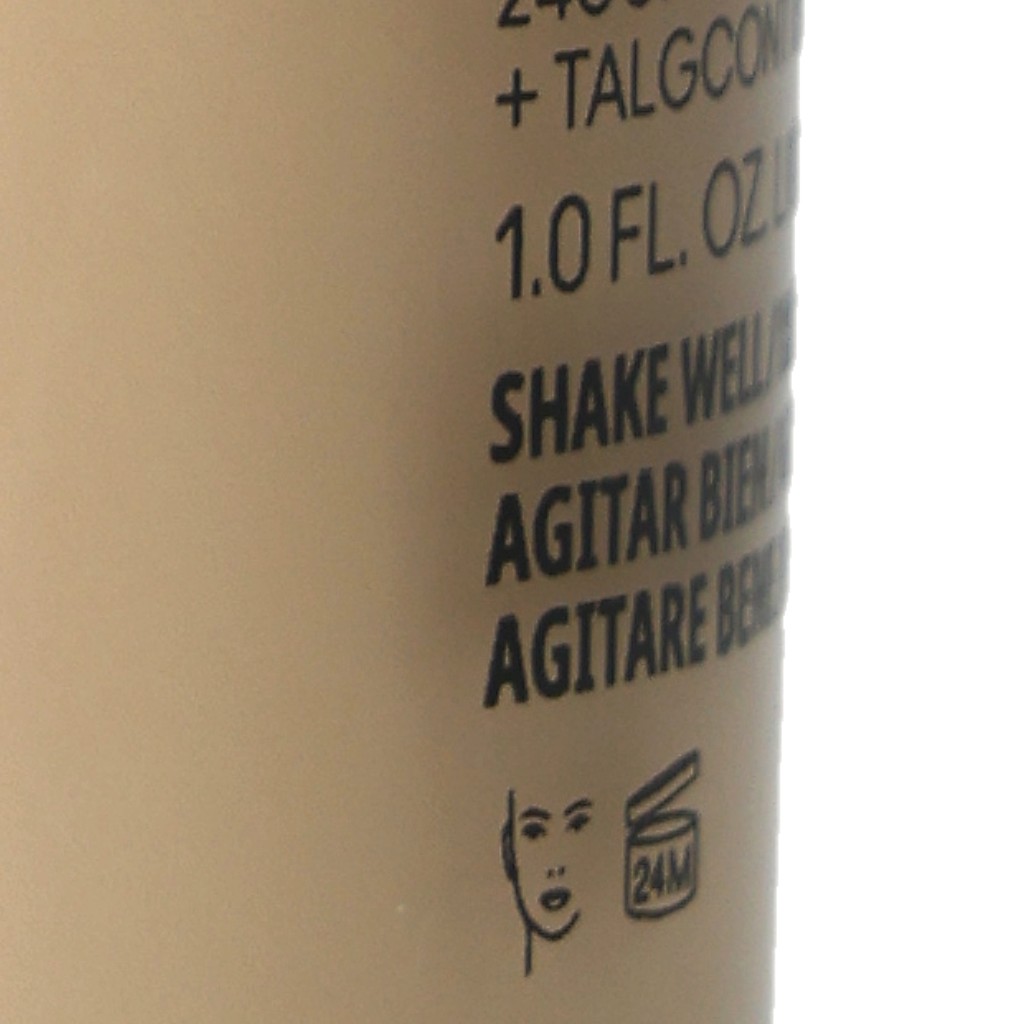 + TALGCON
1.0 FL. OZ.
SHAKE WELL/
AGITAR BIEN/
AGITARE BENE
24M